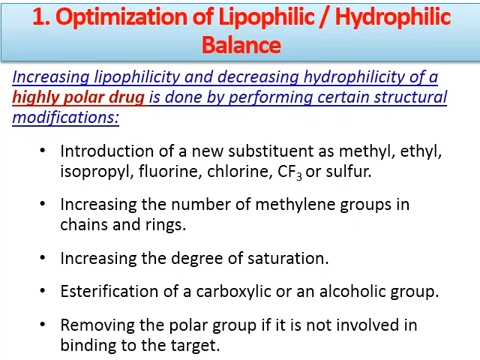 1. Optimization of Lipophilic / Hydrophilic
Balance
Increasing lipophilicity and decreasing hydrophilicity of a
highly polar drug is done by performing certain structural
modifications:
• Introduction of a new substituent as methyl, ethyl,
isopropyl, fluorine, chlorine, CF₃ or sulfur.
• Increasing the number of methylene groups in
chains and rings.
• Increasing the degree of saturation.
• Esterification of a carboxylic or an alcoholic group.
• Removing the polar group if it is not involved in
binding to the target.